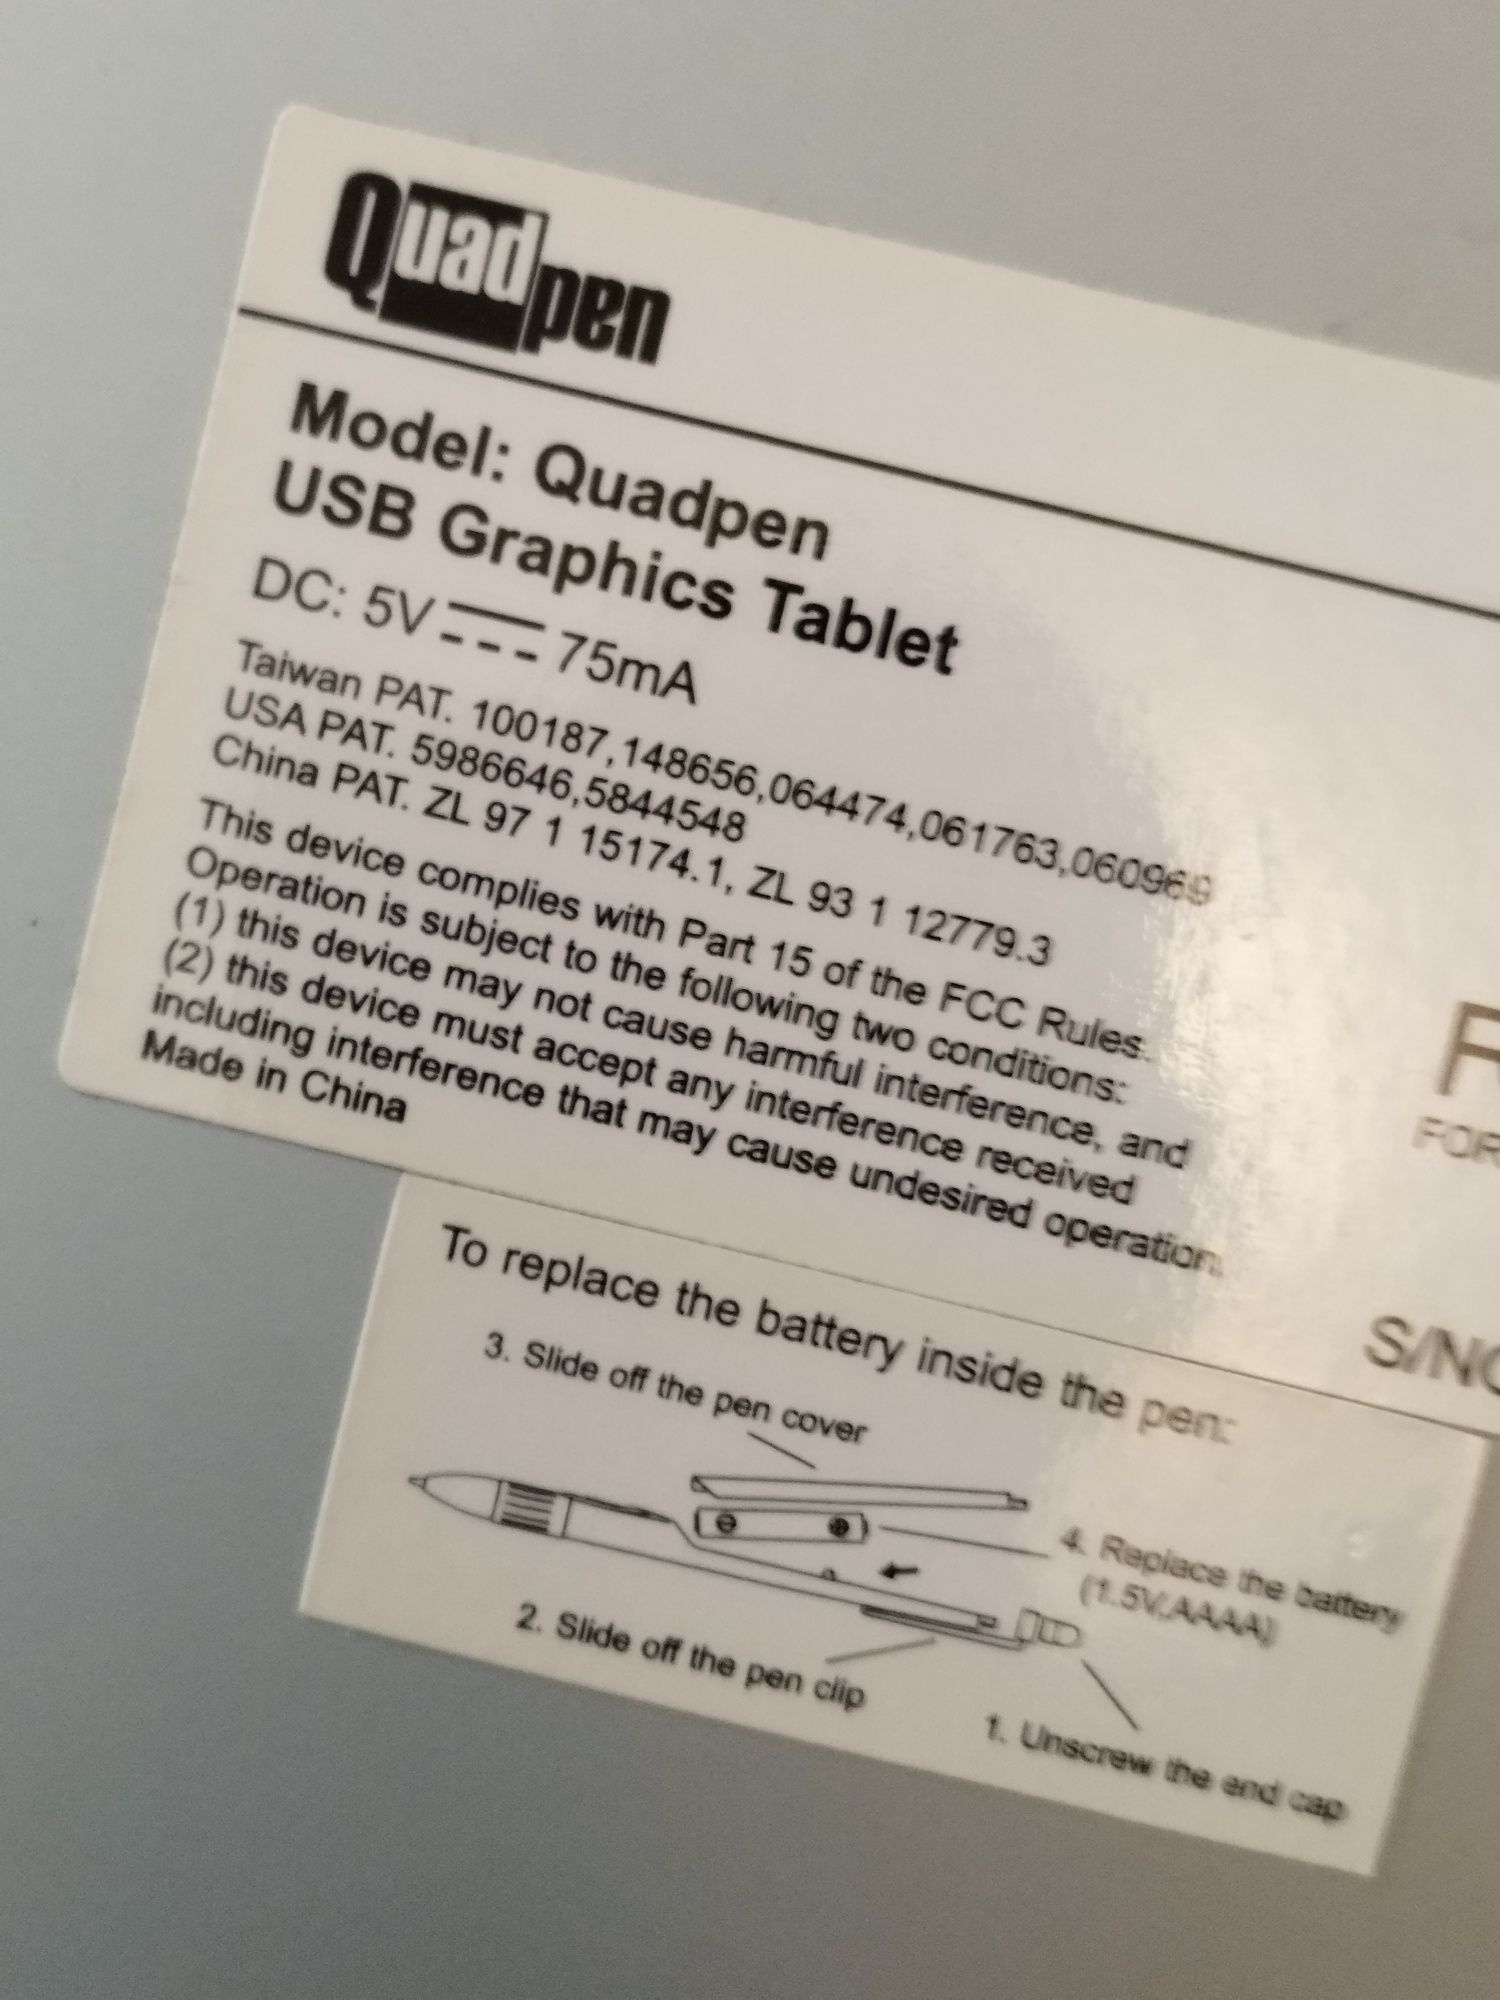 Quadpen
Model: Quadpen
USB Graphics Tablet
DC: 5V 75mA
Taiwan PAT. 100187,148656,064474,061763,060969
USA PAT. 5986646,5844548
China PAT. ZL 97 1 15174.1, ZL 93 1 12779.3
This device complies with Part 15 of the FCC Rules.
Operation is subject to the following two conditions:
(1) this device may not cause harmful interference, and
(2) this device must accept any interference received
including interference that may cause undesired operation.
Made in China
FOR
S/NO
To replace the battery inside the pen:
3. Slide off the pen cover
4. Replace the battery
(1.5V,AAAA)
2. Slide off the pen clip
1. Unscrew the end cap